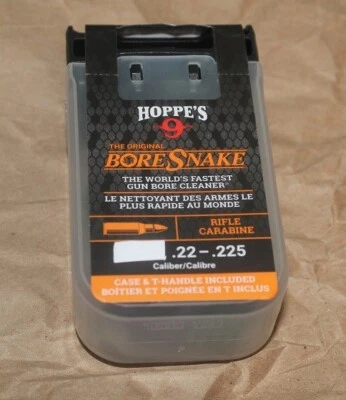 HOPPE'S
9
THE ORIGINAL
BORESNAKE
THE WORLD'S FASTEST
GUN BORE CLEANER®
LE NETTOYANT DES ARMES LE
PLUS RAPIDE AU MONDE
RIFLE
CARABINE
.22 – .225
Caliber/Calibre
CASE & T-HANDLE INCLUDED
BOÎTIER ET POIGNÉE EN T INCLUS